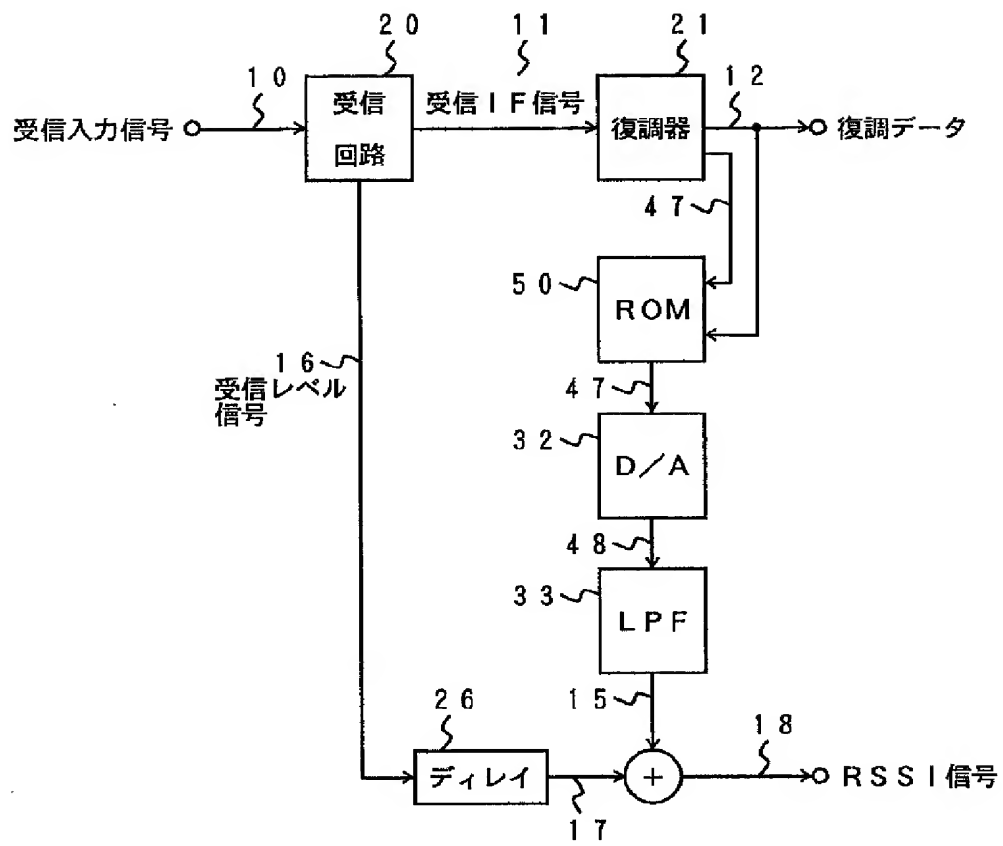 ２０
１１
２１
１０
受信
受信ＩＦ信号
１２
受信入力信号
復調器
復調データ
回路
４７
５０
ＲＯＭ
１６
受信レベル
信号
４７
３２
Ｄ／Ａ
４８
３３
ＬＰＦ
１５
２６
１８
ディレイ
＋
ＲＳＳＩ信号
１７